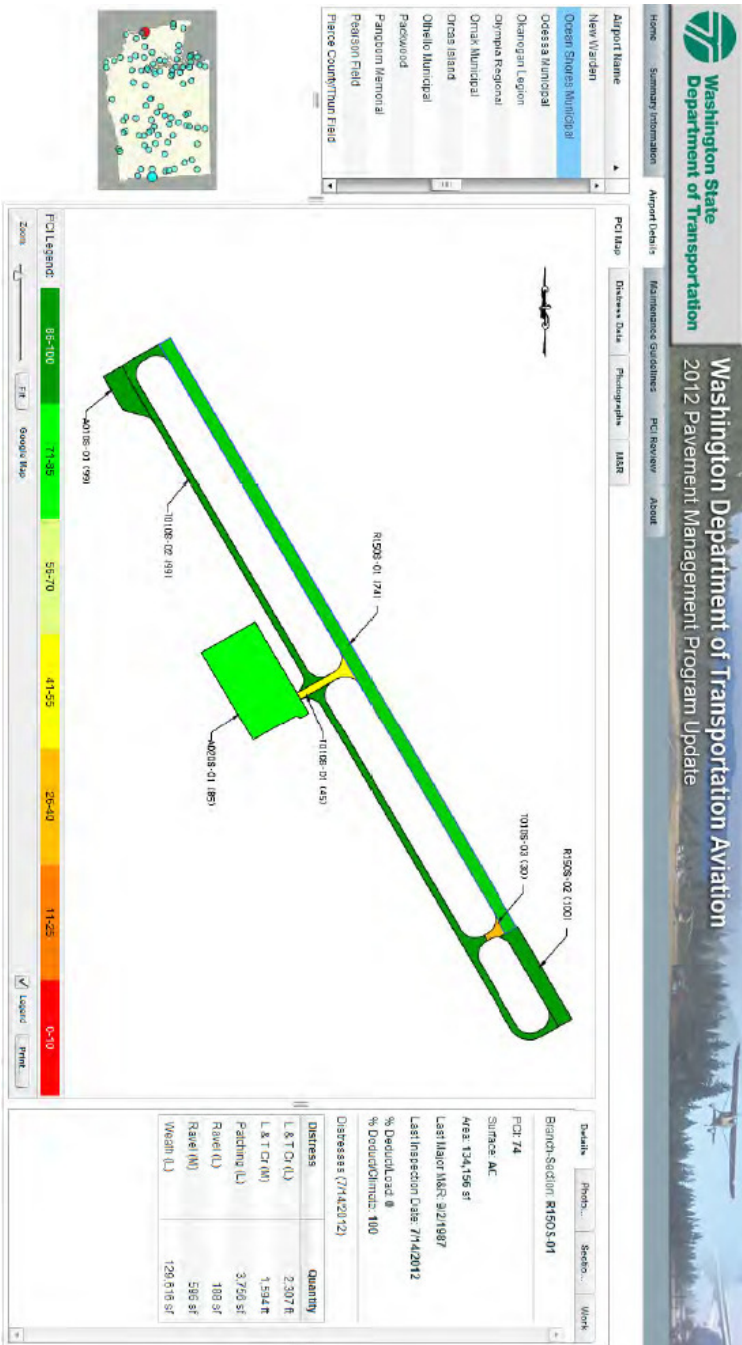 Washington State
Department of Transportation
Washington Department of Transportation Aviation
2012 Pavement Management Program Update
Home Summary Information Airport Details Maintenance Guidelines PCI Review About
Airport Name
New Warden
Ocean Shores Municipal
Odessa Municipal
Okanogan Legion
Olympia Regional
Omak Municipal
Orcas Island
Othello Municipal
Packwood
Pangborn Memorial
Pearson Field
Pierce County/Thun Field
PCI Map Distress Data Photographs M&R
R15OS-02 (100)
T01OS-03 (30)
R15OS-01 (74)
T01OS-01 (45)
A02OS-01 (85)
T01OS-02 (99)
A01OS-01 (99)
PCI Legend: 86-100 71-85 56-70 41-55 26-40 11-25 0-10
Zoom Fit Google Map Legend Print...
Details Photo... Sectio... Work
Branch-Section: R15OS-01
PCI: 74
Surface: AC
Area: 134,156 sf
Last Major M&R: 9/2/1987
Last Inspection Date: 7/14/2012
% Deduct/Load: 0
% Deduct/Climate: 100
Distresses (7/14/2012)
Distress Quantity
L & T Cr (L) 2,307 ft
L & T Cr (M) 1,594 ft
Patching (L) 3,756 sf
Ravel (L) 188 sf
Ravel (M) 596 sf
Weath (L) 129,616 sf